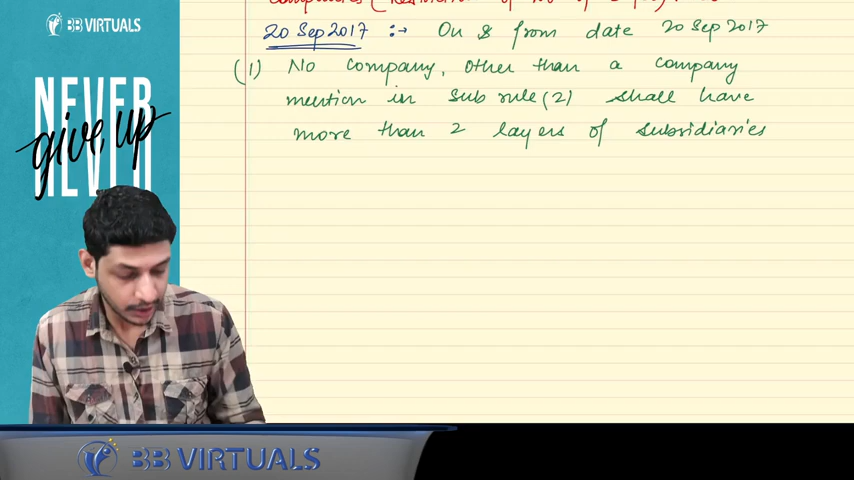 BB VIRTUALS
NEVER
give up
NEVER
20 Sep 2017 :→ On & from date 20 Sep 2017
(1) No company, other than a company
mention in sub rule (2) shall have
more than 2 layers of subsidiaries
BB VIRTUALS